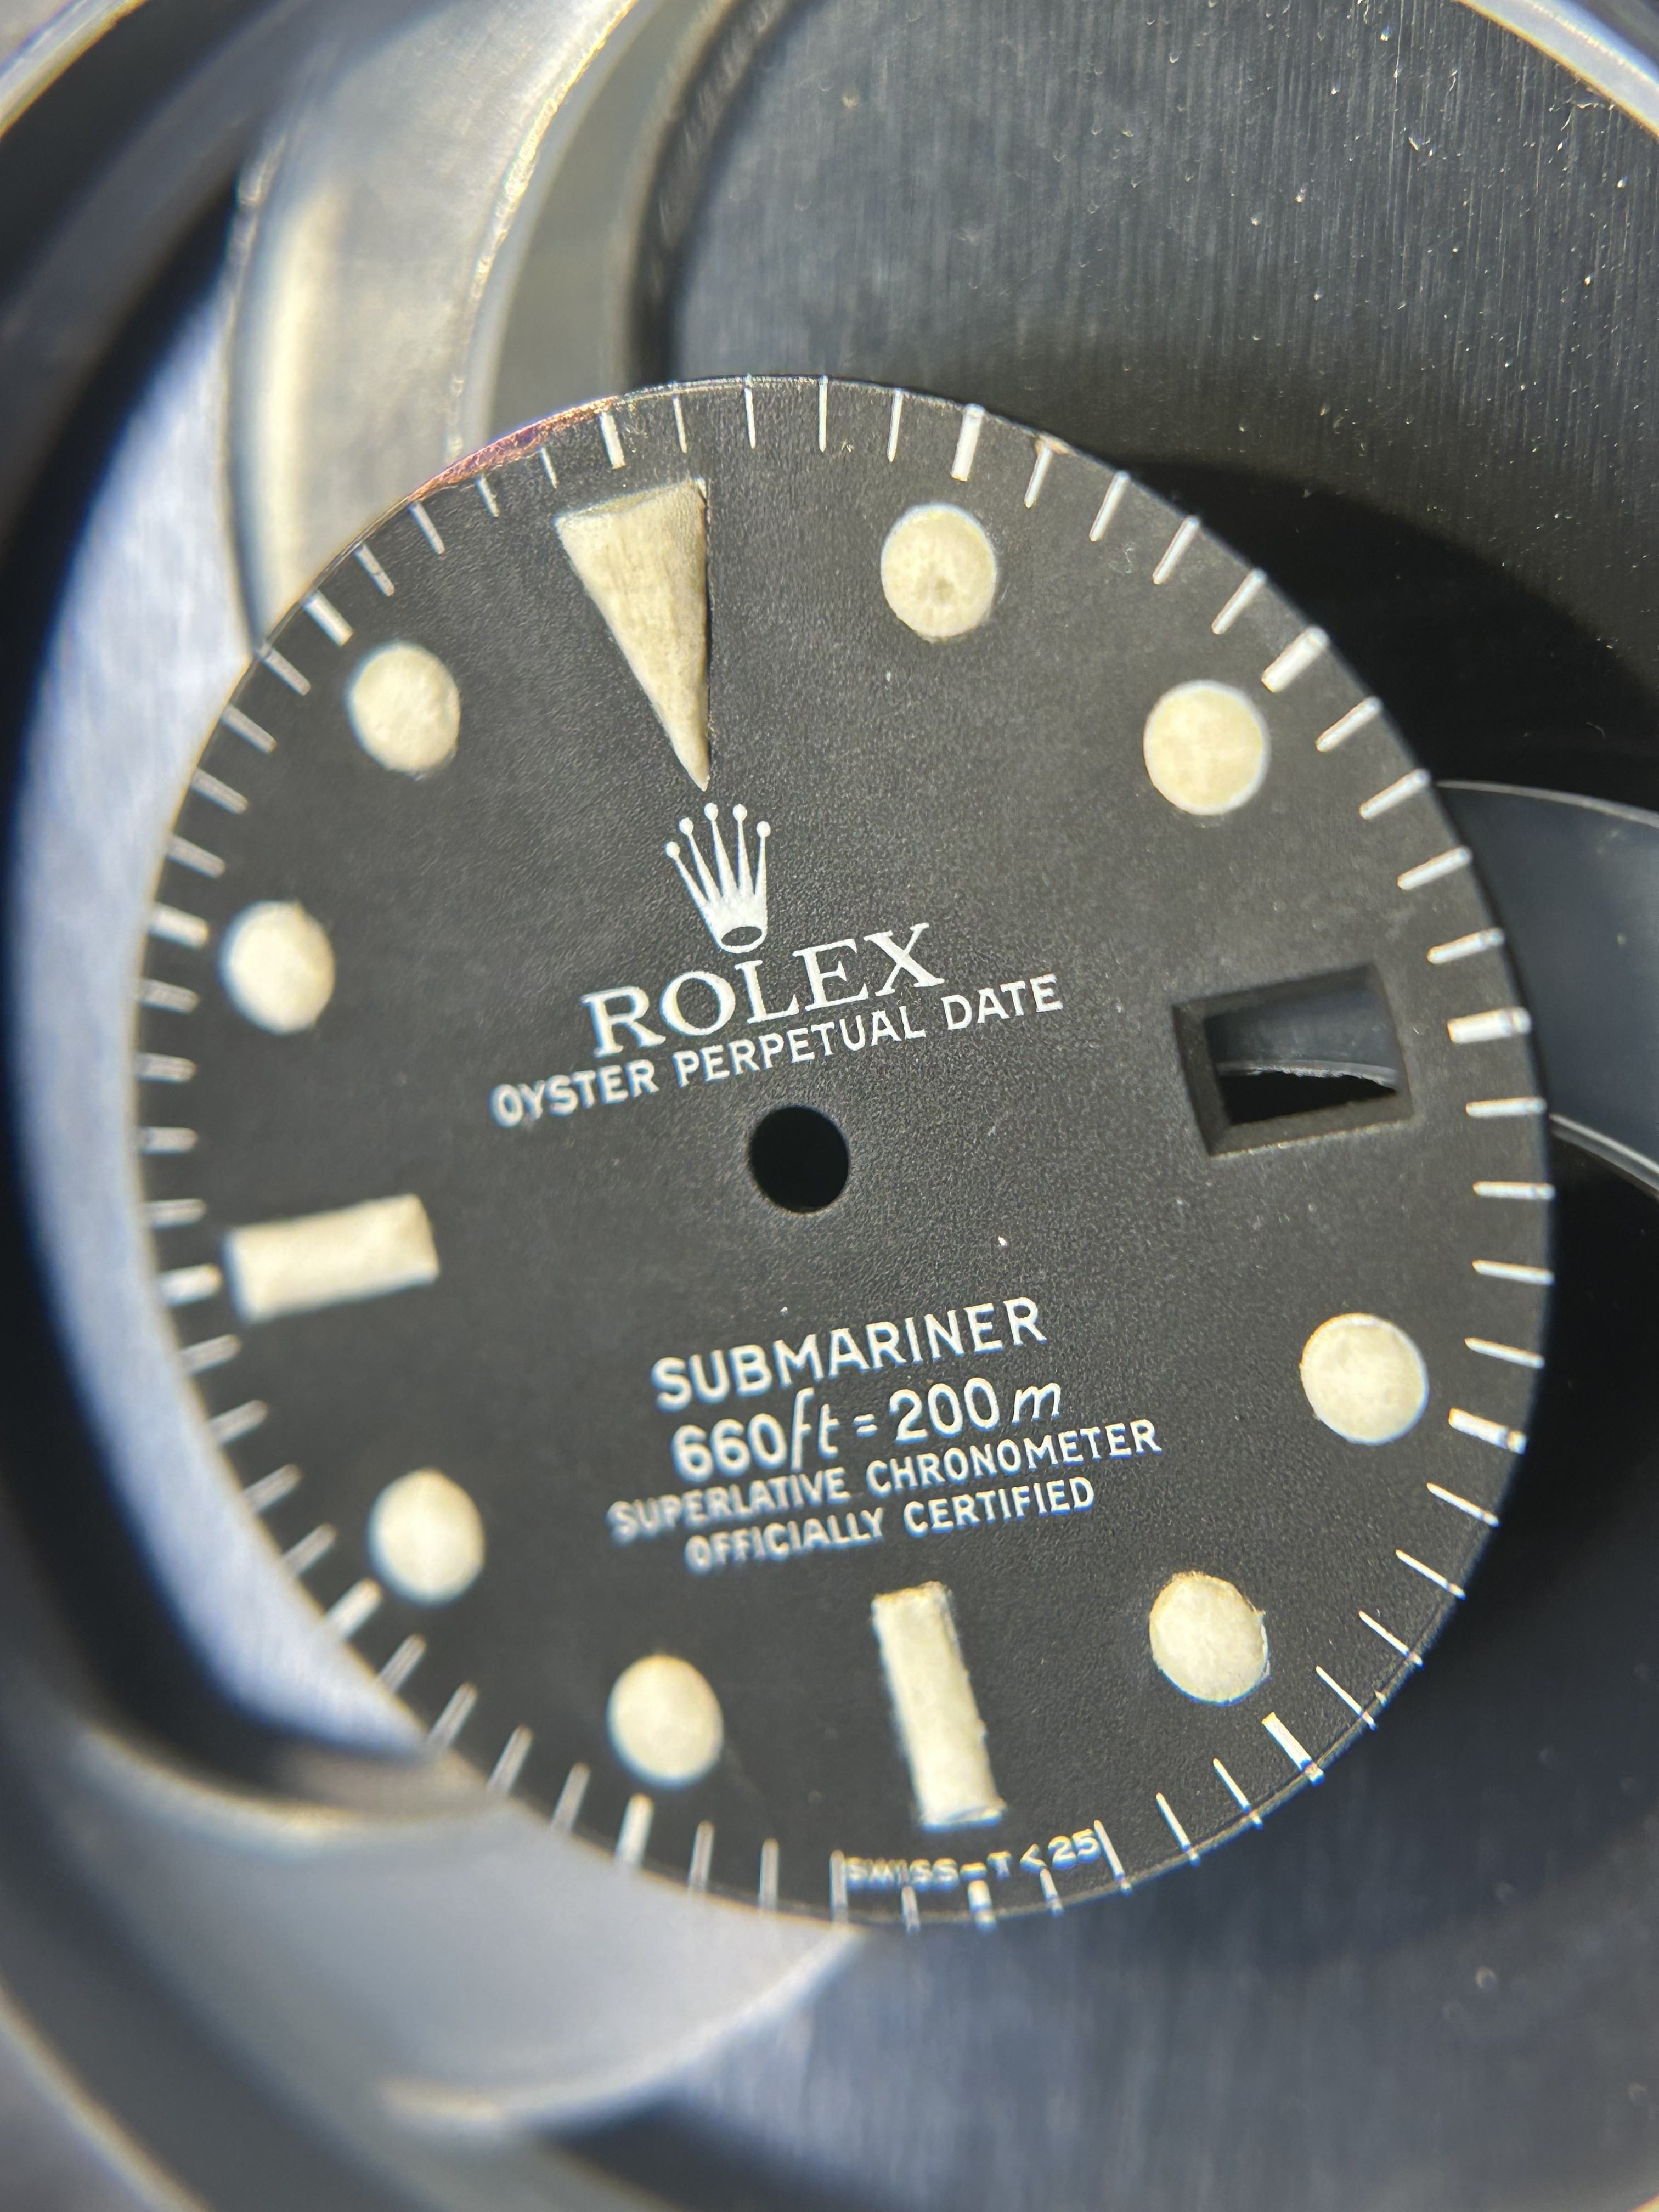 ROLEX
OYSTER PERPETUAL DATE
SUBMARINER
660ft = 200m
SUPERLATIVE CHRONOMETER
OFFICIALLY CERTIFIED
SWISS-T<25